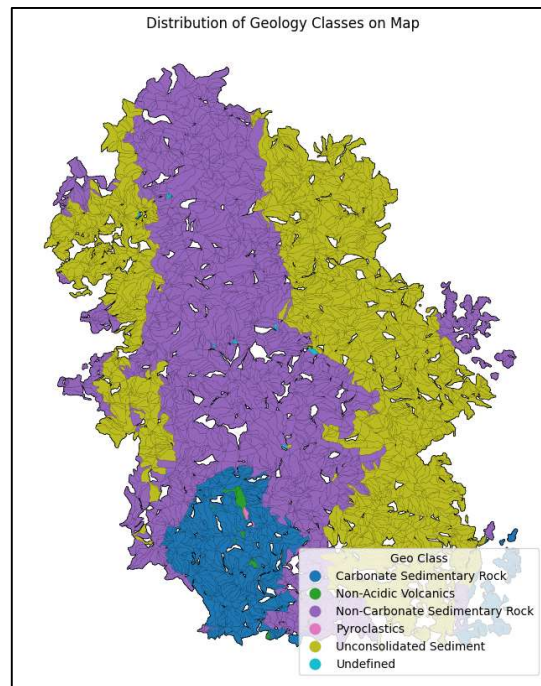 Distribution of Geology Classes on Map
Geo Class
Carbonate Sedimentary Rock
Non-Acidic Volcanics
Non-Carbonate Sedimentary Rock
Pyroclastics
Unconsolidated Sediment
Undefined